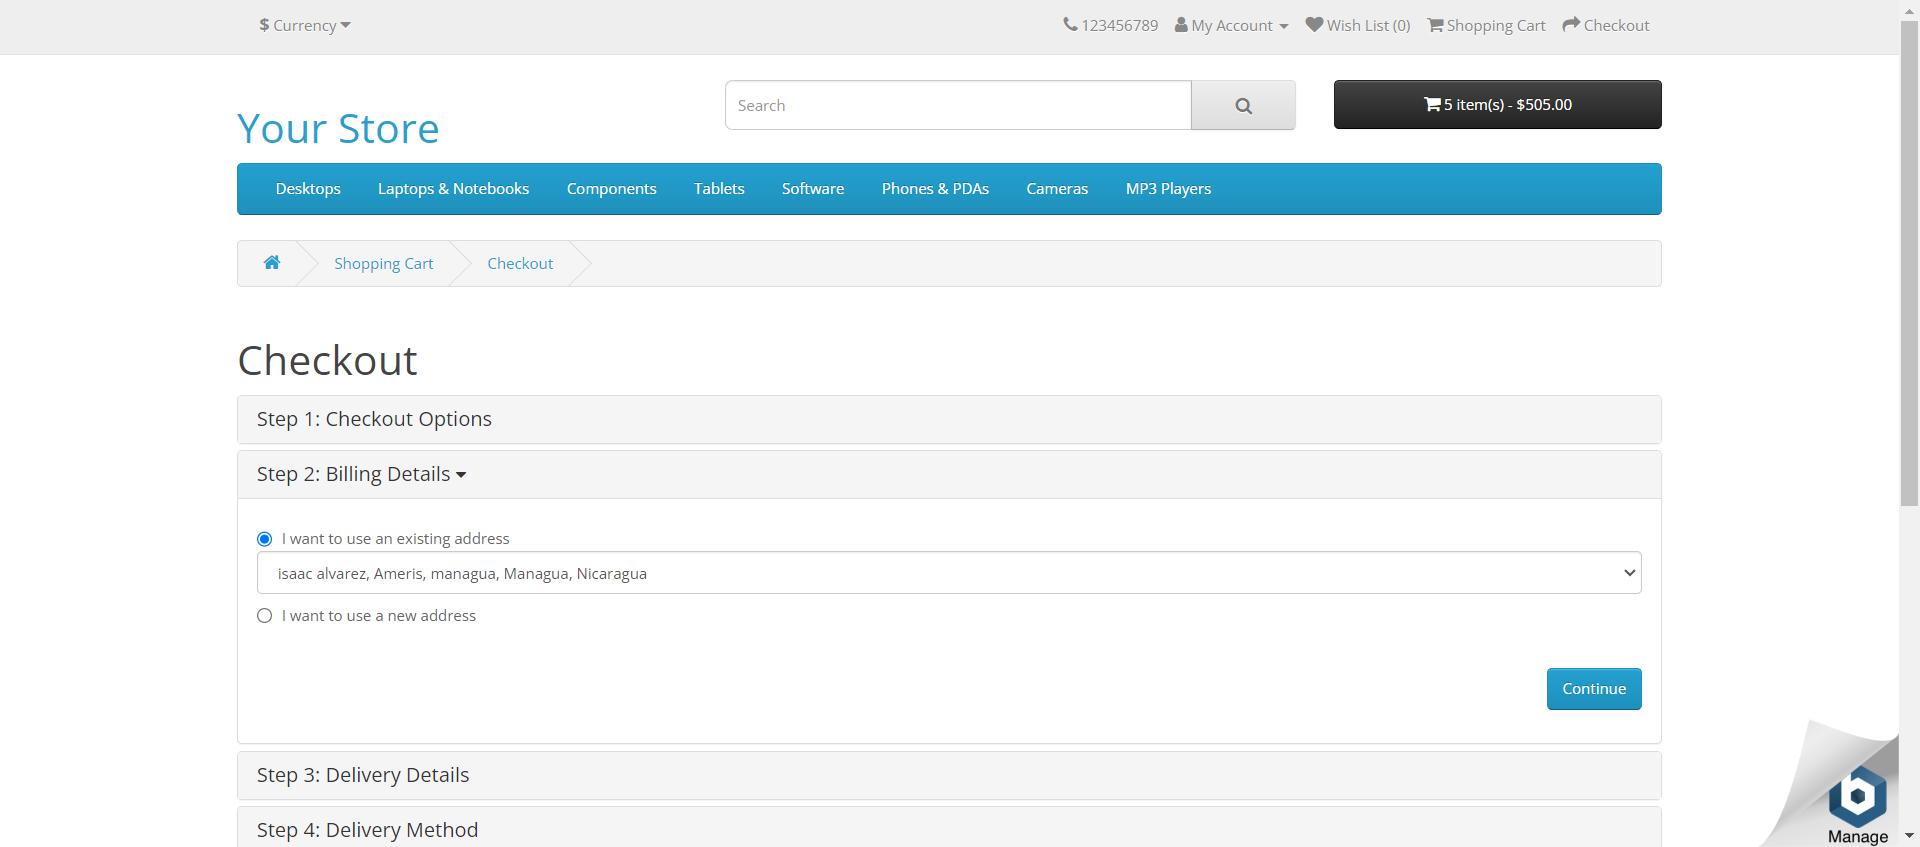 $ Currency
123456789 My Account Wish List (0) Shopping Cart Checkout
Your Store
Search
5 item(s) - $505.00
Desktops Laptops & Notebooks Components Tablets Software Phones & PDAs Cameras MP3 Players
Shopping Cart Checkout
Checkout
Step 1: Checkout Options
Step 2: Billing Details
I want to use an existing address
isaac alvarez, Ameris, managua, Managua, Nicaragua
I want to use a new address
Continue
Step 3: Delivery Details
Step 4: Delivery Method
b
Manage